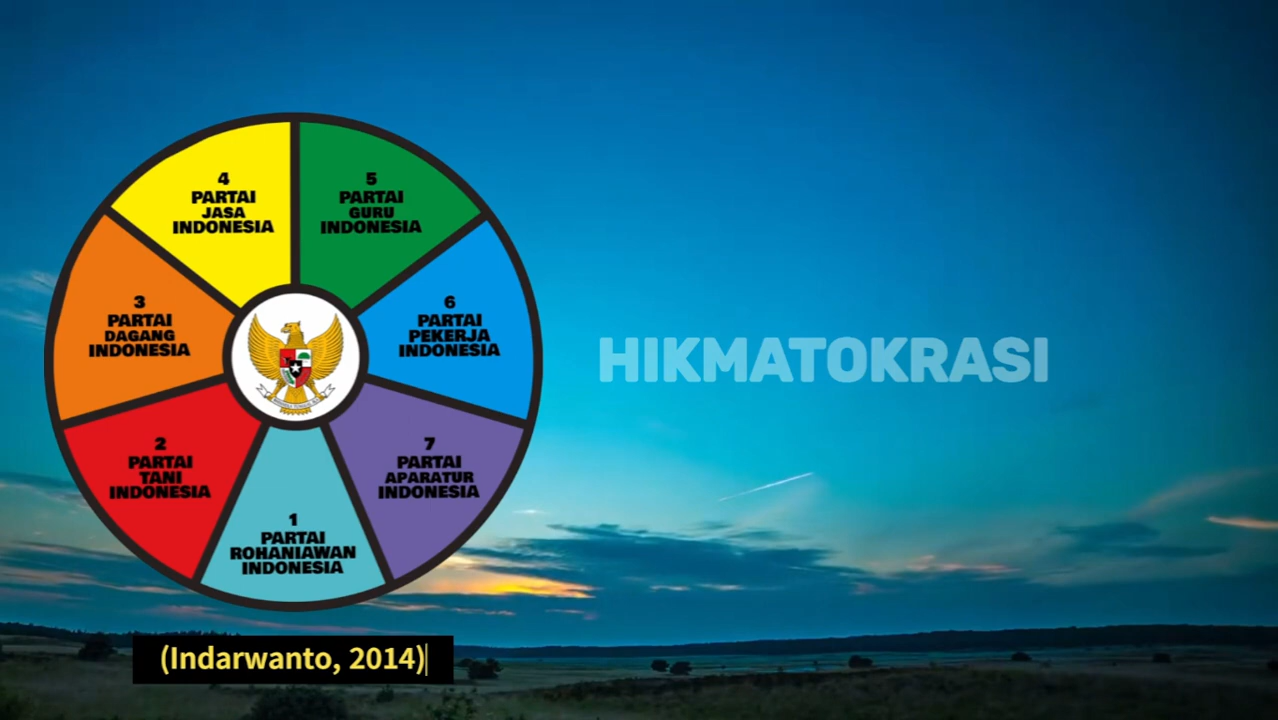 4
PARTAI
JASA
INDONESIA
5
PARTAI
GURU
INDONESIA
3
PARTAI
DAGANG
INDONESIA
6
PARTAI
PEKERJA
INDONESIA
HIKMATOKRASI
2
PARTAI
TANI
INDONESIA
7
PARTAI
APARATUR
INDONESIA
1
PARTAI
ROHANIAWAN
INDONESIA
(Indarwanto, 2014)